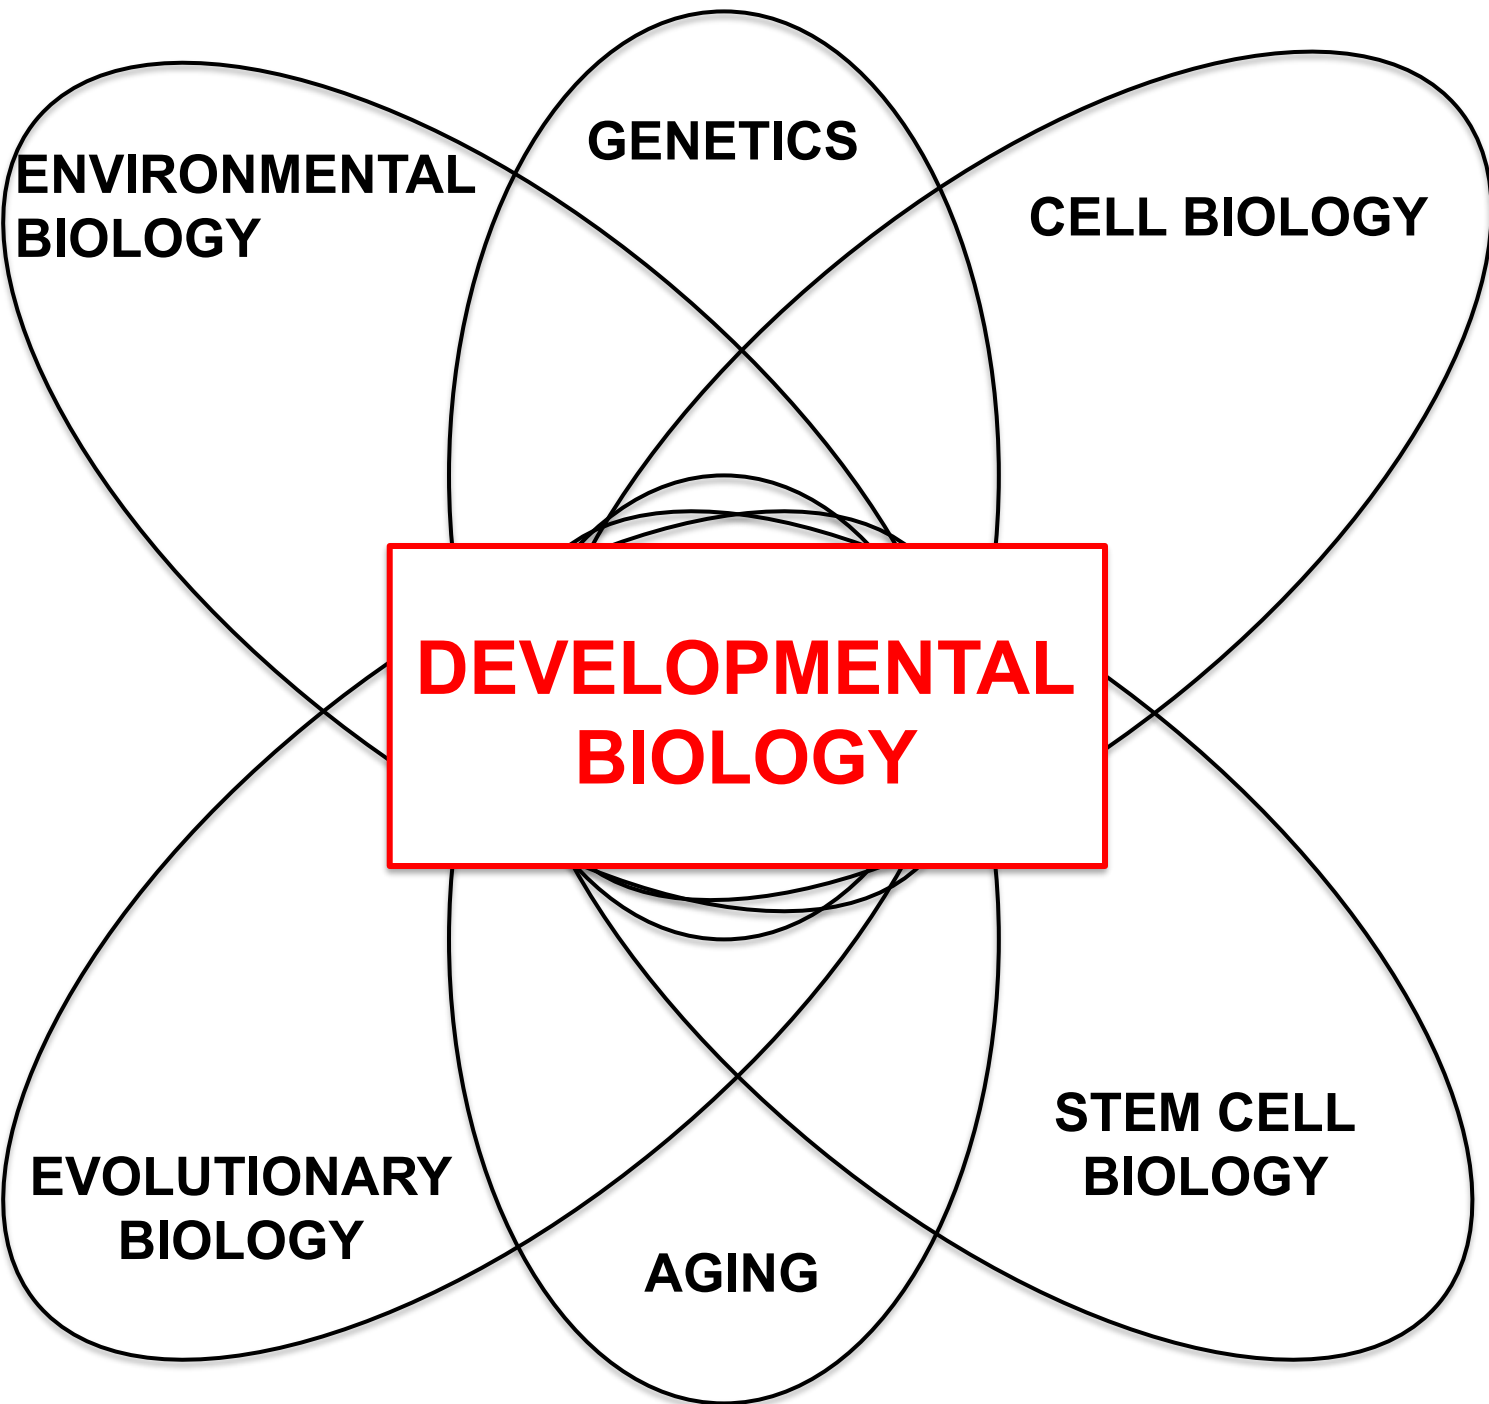 GENETICS
ENVIRONMENTAL
BIOLOGY
CELL BIOLOGY
DEVELOPMENTAL
BIOLOGY
STEM CELL
BIOLOGY
EVOLUTIONARY
BIOLOGY
AGING